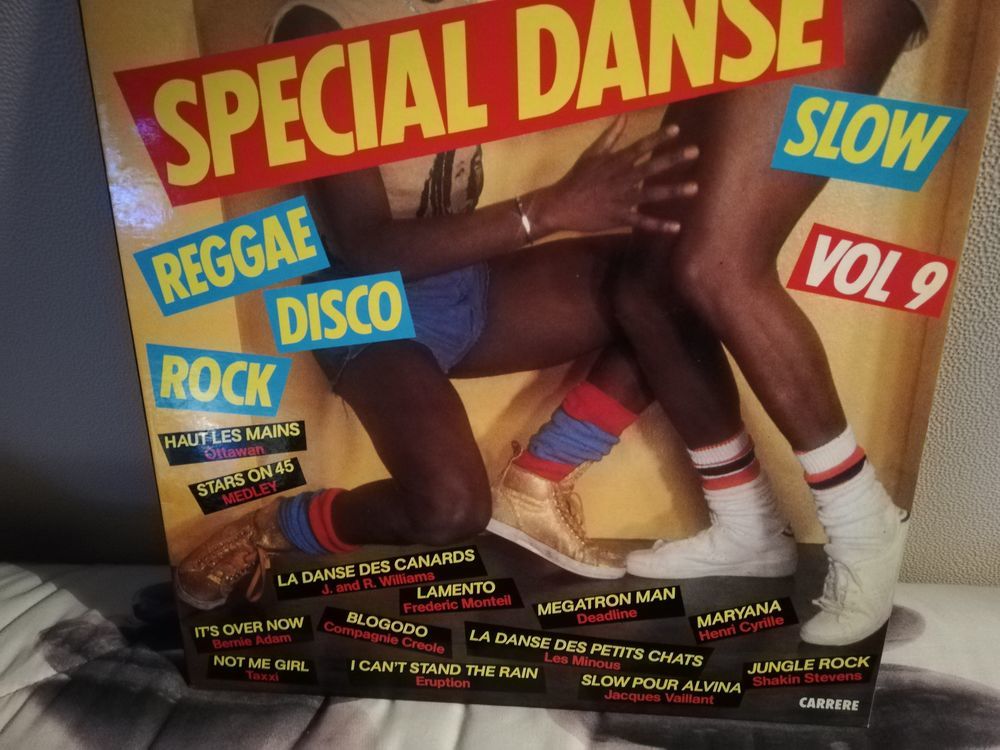 SPECIAL DANSE
SLOW
REGGAE
VOL 9
DISCO
ROCK
HAUT LES MAINS
Ottawan
STARS ON 45
MEDLEY
LA DANSE DES CANARDS
J. and R. Williams
LAMENTO
Frederic Monteil
MEGATRON MAN
Deadline
MARYANA
Henri Cyrille
IT'S OVER NOW
Bernie Adam
BLOGODO
Compagnie Creole
LA DANSE DES PETITS CHATS
Les Minous
JUNGLE ROCK
Shakin Stevens
NOT ME GIRL
Taxxi
I CAN'T STAND THE RAIN
Eruption
SLOW POUR ALVINA
Jacques Vaillant
CARRERE